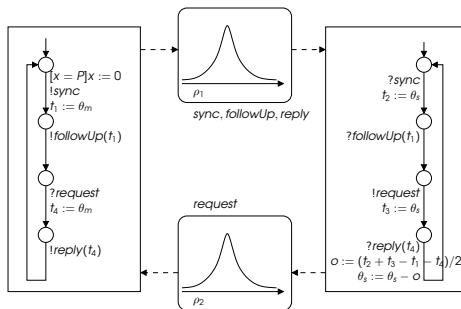 [x = P]x := 0
!sync
t₁ := θₘ
!followUp(t₁)
?request
t₄ := θₘ
!reply(t₄)
ρ₁
sync, followUp, reply
request
ρ₂
?sync
t₂ := θₛ
?followUp(t₁)
!request
t₃ := θₛ
?reply(t₄)
o := (t₂ + t₃ − t₁ − t₄)/2
θₛ := θₛ − o